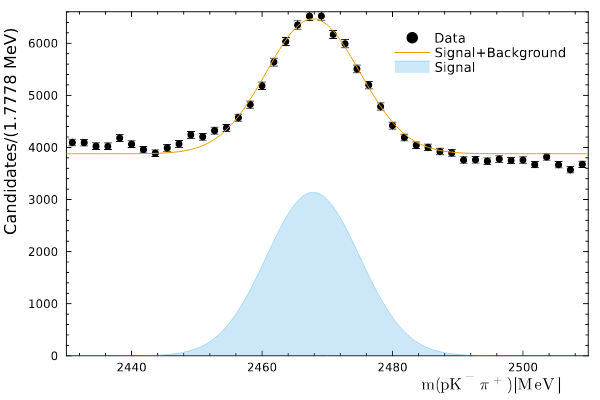 Candidates/(1.7778 MeV)
6000
5000
4000
3000
2000
1000
0
Data
Signal+Background
Signal
2440 2460 2480 2500
m(pK⁻ π⁺)[MeV]